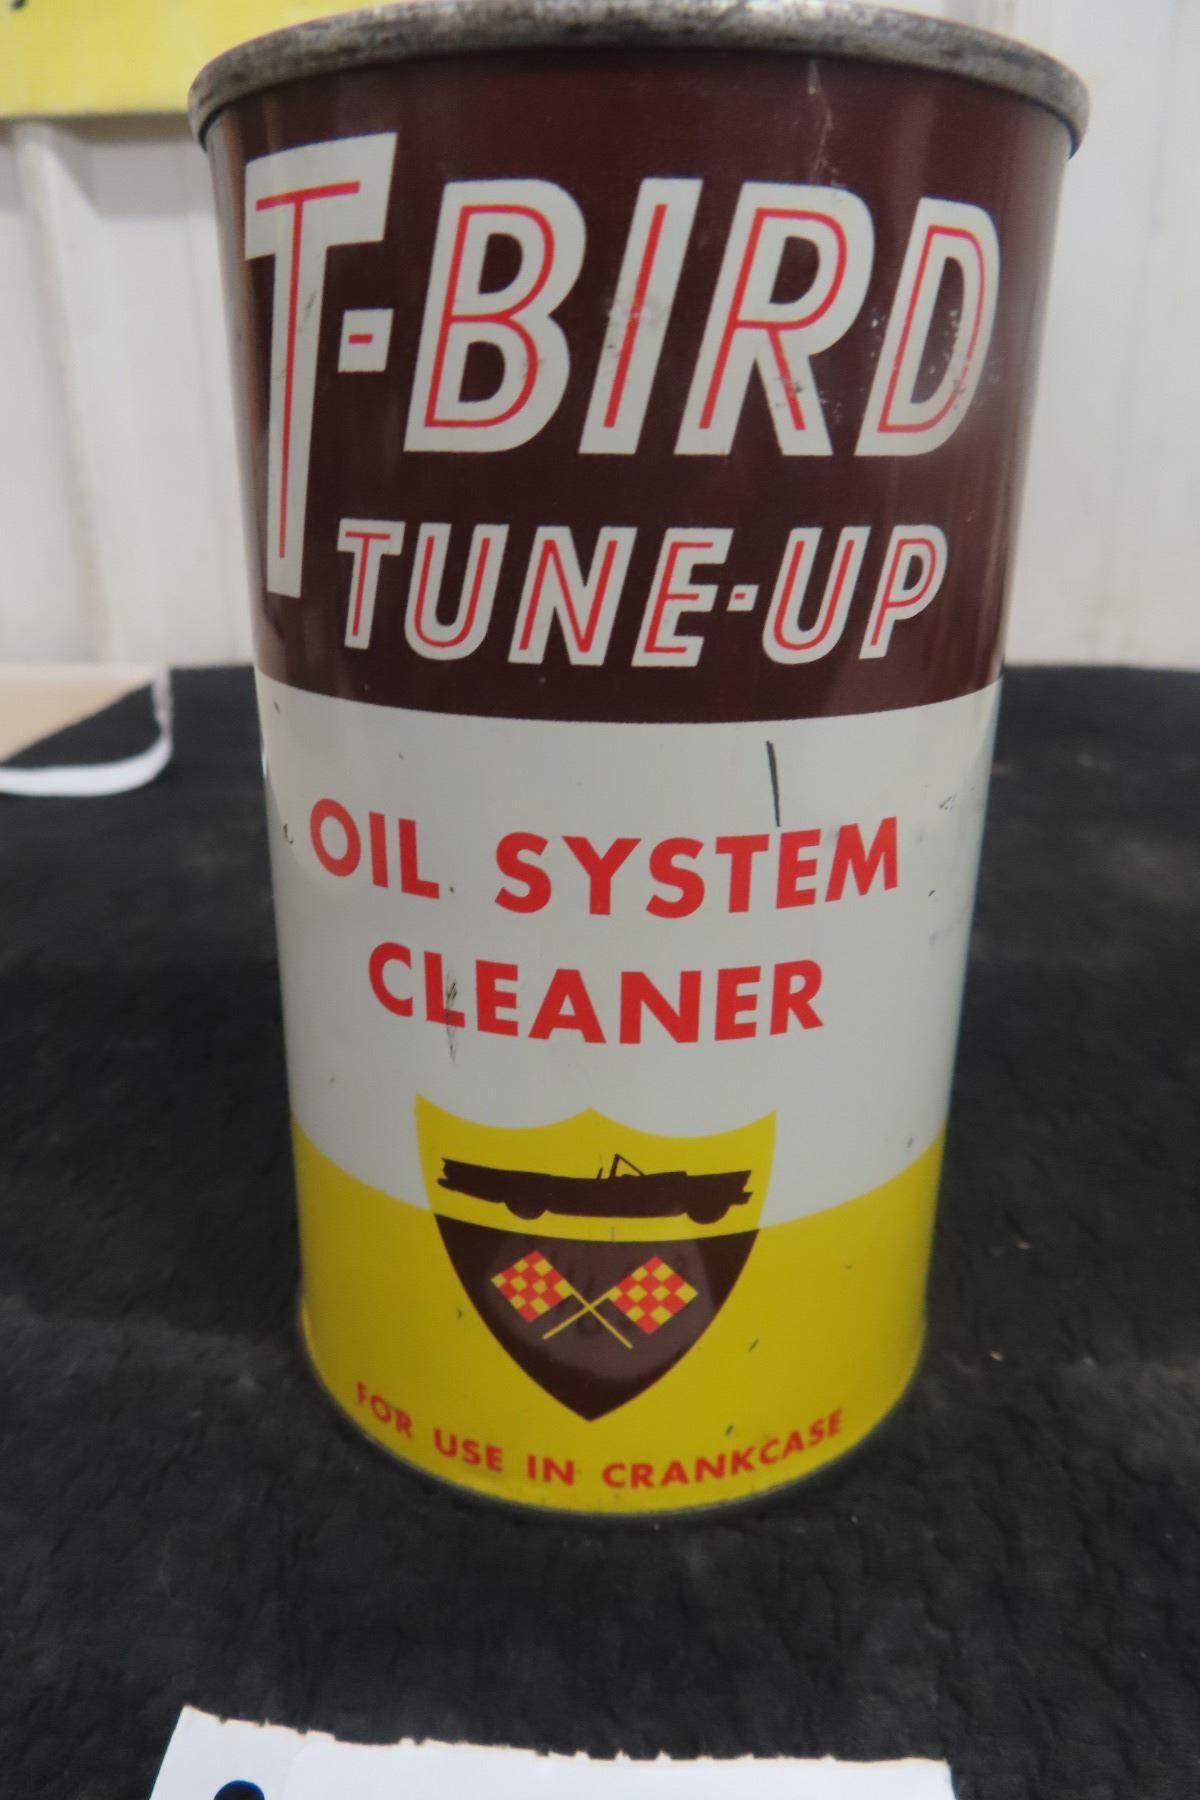 T-BIRD
TUNE-UP
OIL SYSTEM
CLEANER
FOR USE IN CRANKCASE